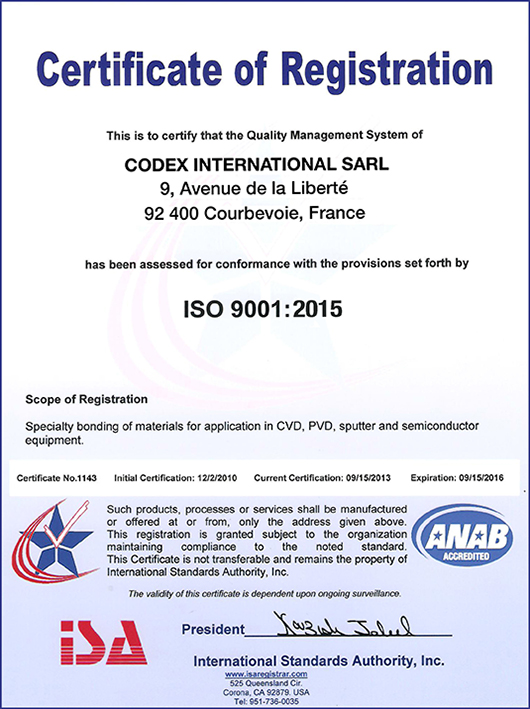 Certificate of Registration
This is to certify that the Quality Management System of
CODEX INTERNATIONAL SARL
9, Avenue de la Liberté
92 400 Courbevoie, France
has been assessed for conformance with the provisions set forth by
ISO 9001:2015
Scope of Registration
Specialty bonding of materials for application in CVD, PVD, sputter and semiconductor
equipment.
Certificate No.1143 Initial Certification: 12/2/2010 Current Certification: 09/15/2013 Expiration: 09/15/2016
Such products, processes or services shall be manufactured
or offered at or from, only the address given above.
This registration is granted subject to the organization
maintaining compliance to the noted standard.
This Certificate is not transferable and remains the property of
International Standards Authority, Inc.
ANAB
ACCREDITED
The validity of this certificate is dependent upon ongoing surveillance.
iSA
President
International Standards Authority, Inc.
www.isaregistrar.com
525 Queensland Cir.
Corona, CA 92879. USA
Tel: 951-736-0035